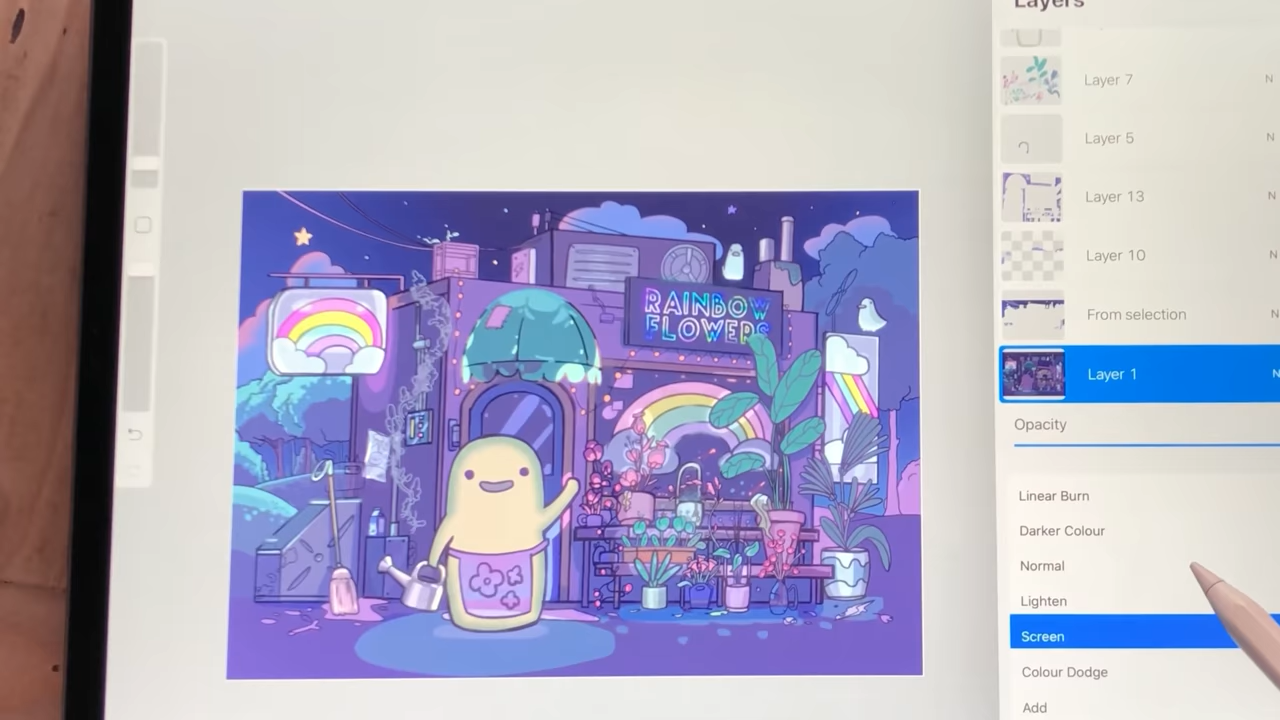 Layers
Layer 7
N
Layer 5
N
Layer 13
N
Layer 10
N
From selection
N
Layer 1
N
Opacity
Linear Burn
Darker Colour
Normal
Lighten
Screen
Colour Dodge
Add
RAINBOW
FLOWERS